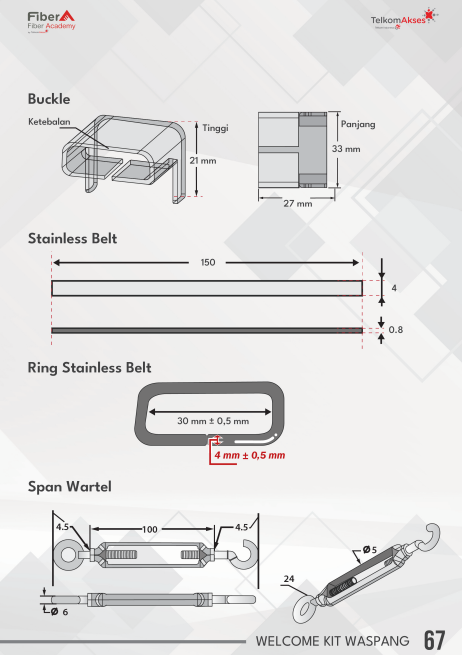 Fiber
Fiber Academy
TelkomAkses
Buckle
Ketebalan
Tinggi
21 mm
Panjang
33 mm
27 mm
Stainless Belt
150
4
0.8
Ring Stainless Belt
30 mm ± 0,5 mm
4 mm ± 0,5 mm
Span Wartel
4.5
100
4.5
Ø 5
24
Ø 6
WELCOME KIT WASPANG 67